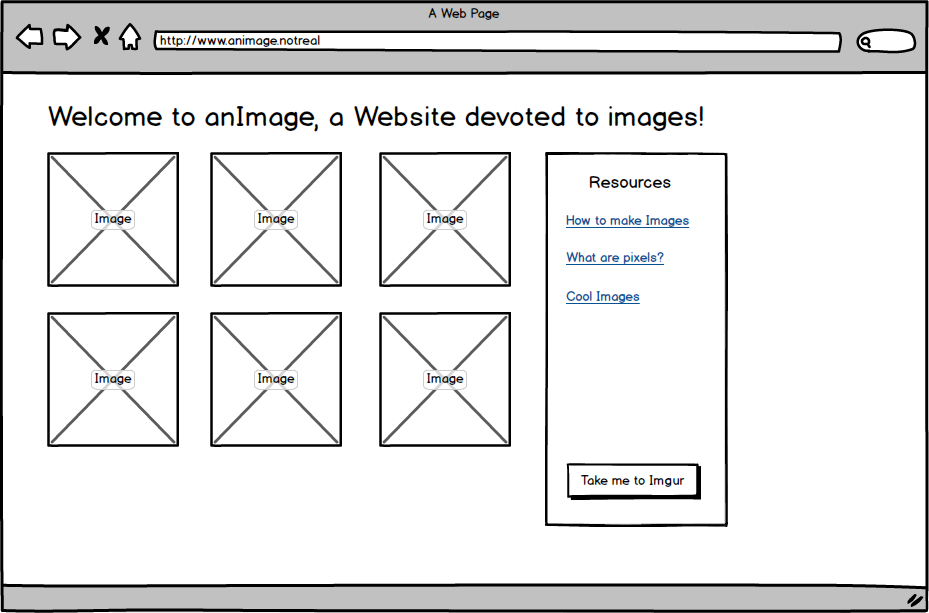 A Web Page
http://www.animage.notreal
Welcome to anImage, a Website devoted to images!
Image
Image
Image
Image
Image
Image
Resources
How to make Images
What are pixels?
Cool Images
Take me to Imgur